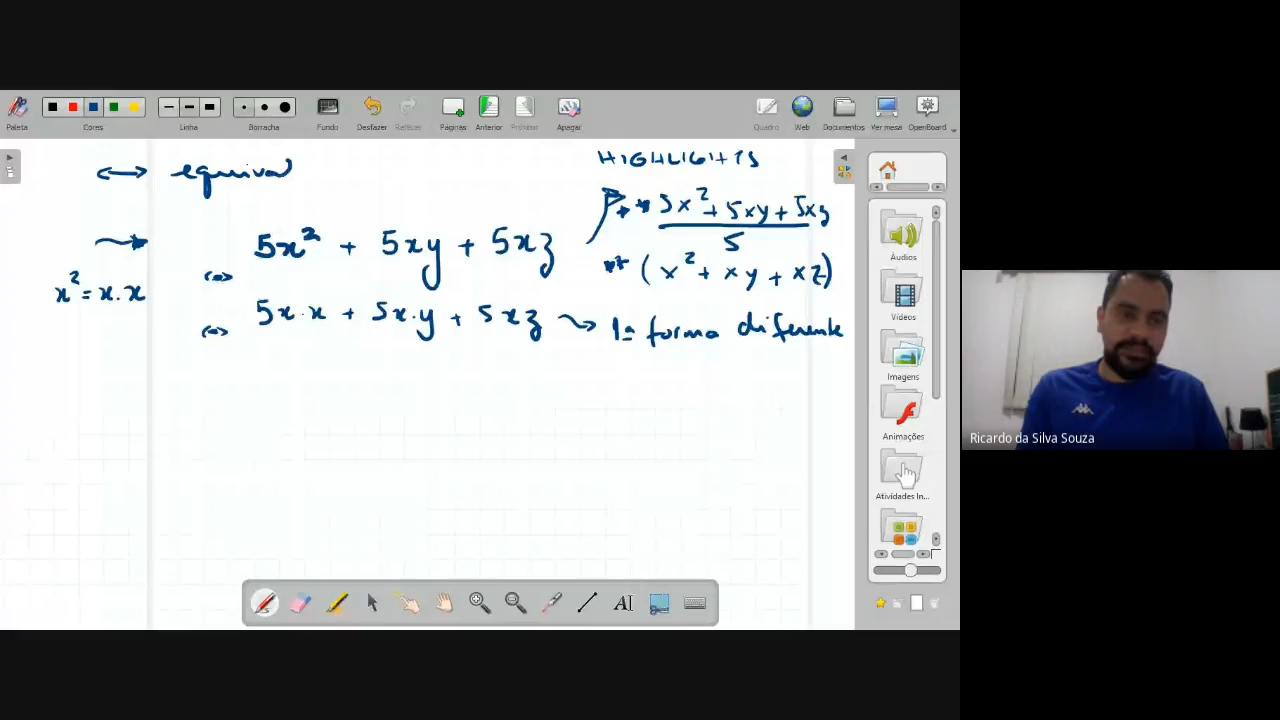 Paleta
Cores
Linha
Borracha
Fundo
Desfazer
Refazer
Páginas
Anterior
Próximo
Apagar
Quadro
Web
Documentos
Ver mesa
OpenBoard
↔ equival
HIGHLIGHTS
5x² + 5xy + 5xz
5
(x² + xy + xz)
→ 5x² + 5xy + 5xz
x² = x·x
⇔ 5x·x + 5x·y + 5xz → 1ª forma diferente
⇔
Áudios
Vídeos
Imagens
Animações
Atividades In...
Ricardo da Silva Souza